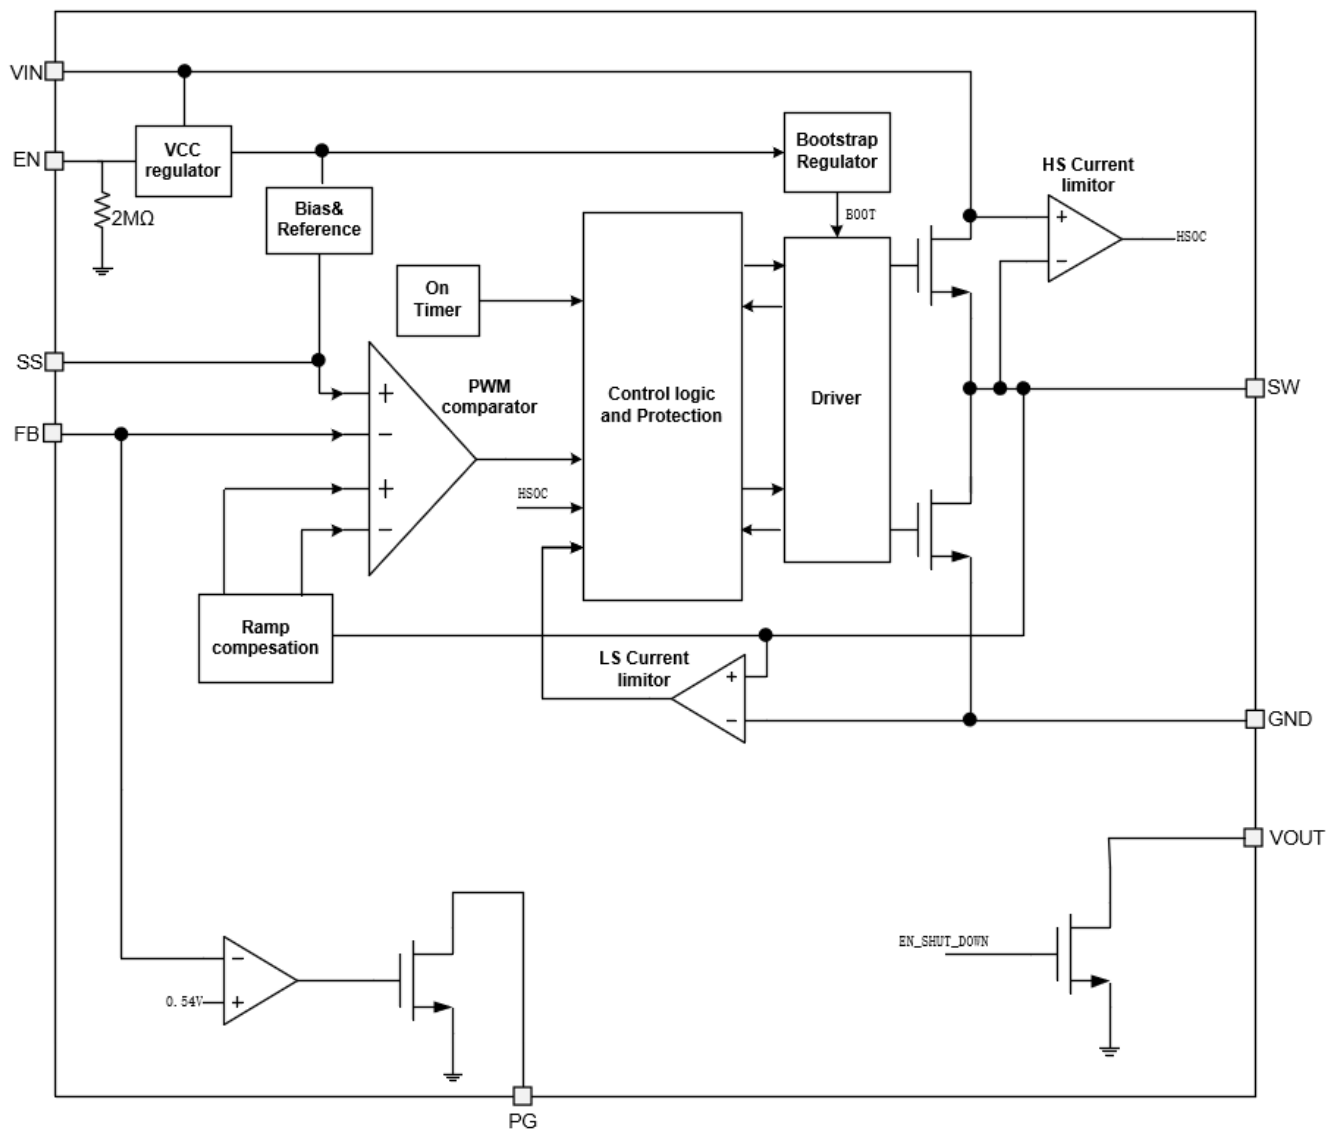 VIN
VCC
regulator
EN
2MΩ
Bias&
Reference
Bootstrap
Regulator
BOOT
HS Current
limitor
+
−
HSOC
On
Timer
SS
FB
PWM
comparator
+
−
+
−
HSOC
Control logic
and Protection
Driver
SW
Ramp
compesation
LS Current
limitor
+
−
GND
VOUT
EN_SHUT_DOWN
−
0.54V
+
PG